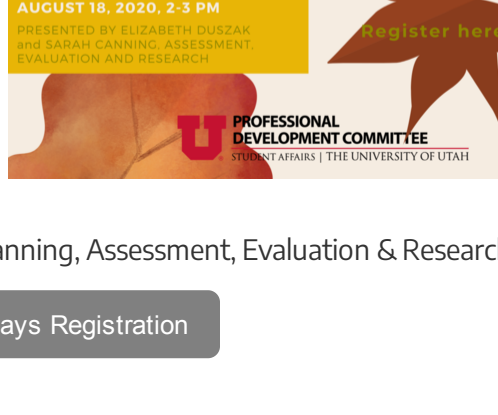 AUGUST 18, 2020, 2-3 PM
PRESENTED BY ELIZABETH DUSZAK
and SARAH CANNING, ASSESSMENT,
EVALUATION AND RESEARCH
Register here
U
PROFESSIONAL
DEVELOPMENT COMMITTEE
STUDENT AFFAIRS | THE UNIVERSITY OF UTAH
anning, Assessment, Evaluation & Research
ays Registration